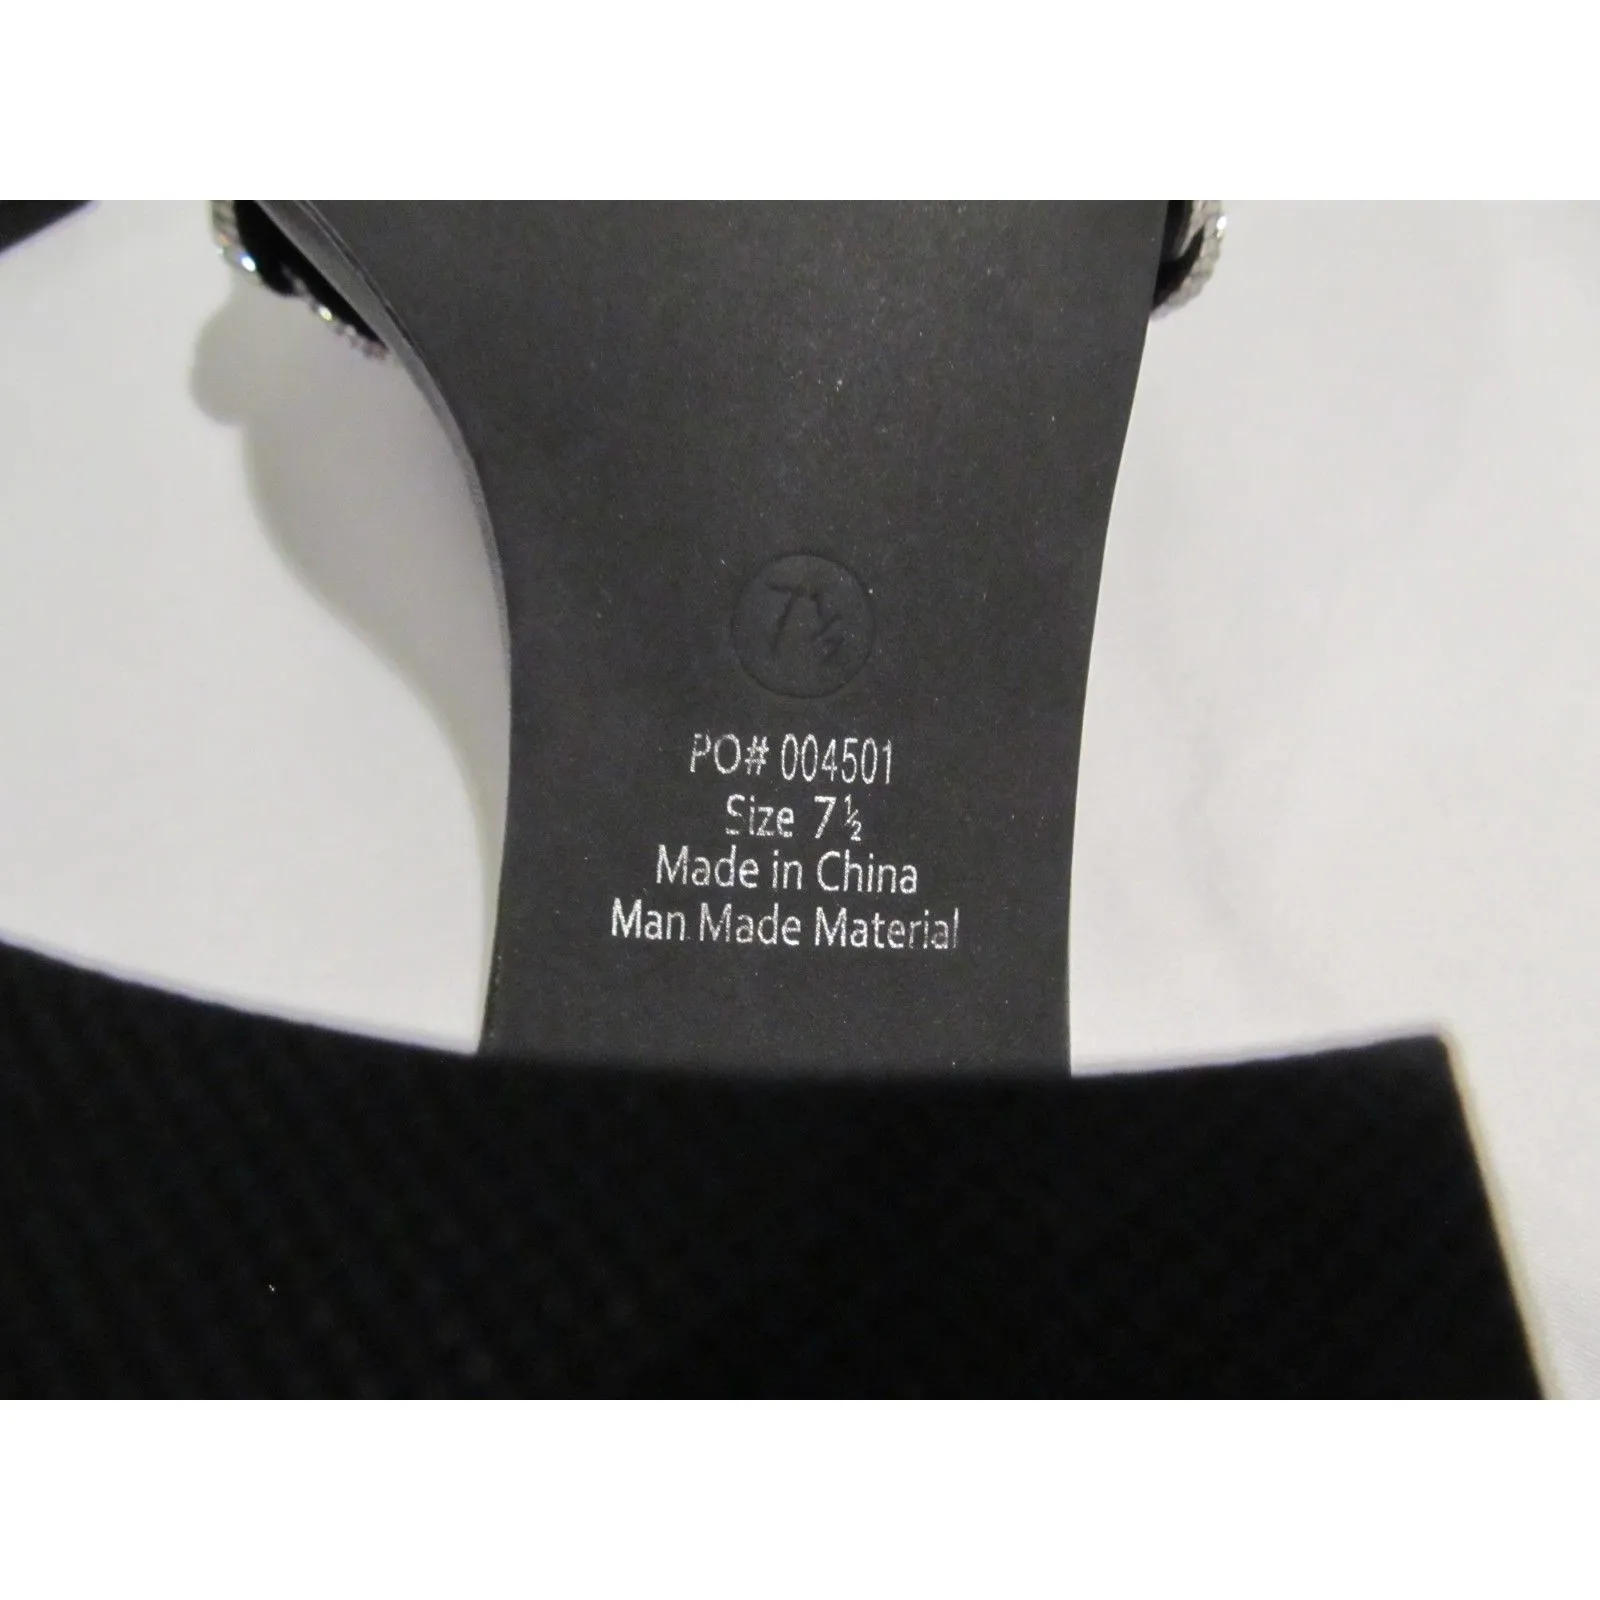 7½
PO# 004501
Size 7½
Made in China
Man Made Material